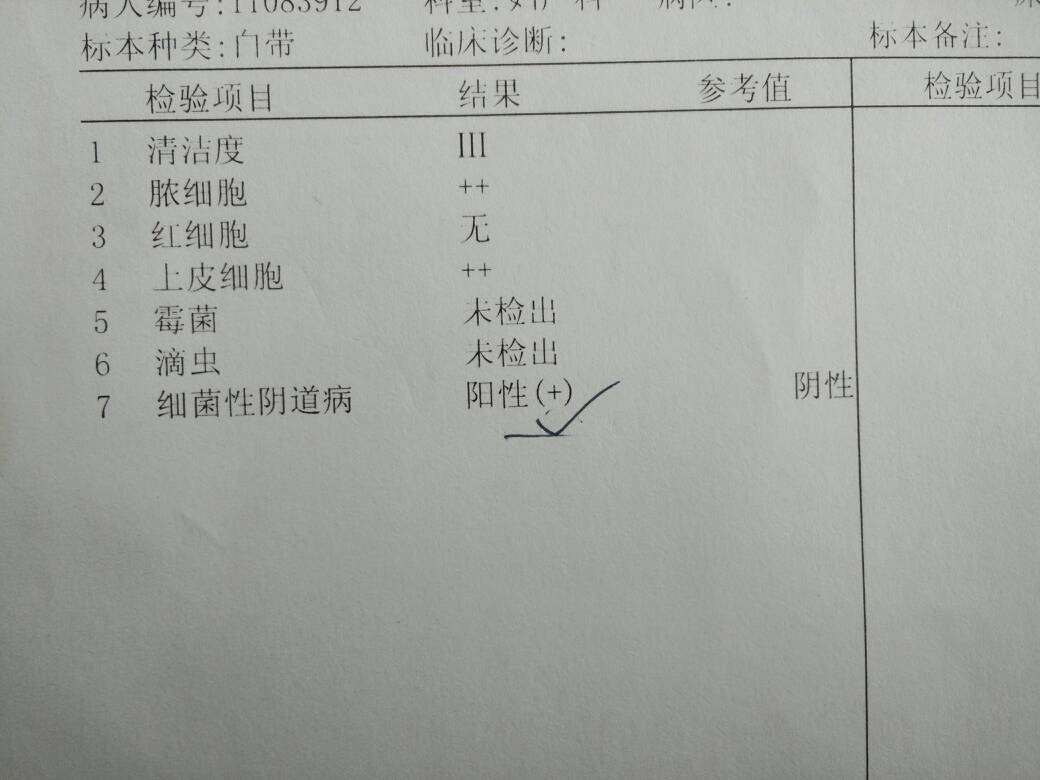 病人编号:11083912 科室:妇产科
标本种类:白带 临床诊断: 标本备注:
检验项目 结果 参考值 检验项目
1 清洁度 III
2 脓细胞 ++
3 红细胞 无
4 上皮细胞 ++
5 霉菌 未检出
6 滴虫 未检出
7 细菌性阴道病 阳性(+) 阴性